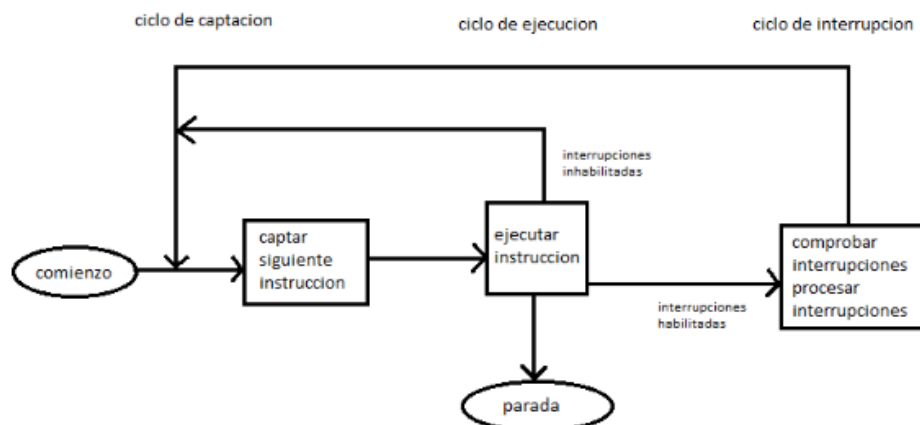 ciclo de captacion
ciclo de ejecucion
ciclo de interrupcion
interrupciones
inhabilitadas
comienzo
captar
siguiente
instruccion
ejecutar
instruccion
interrupciones
habilitadas
comprobar
interrupciones
procesar
interrupciones
parada